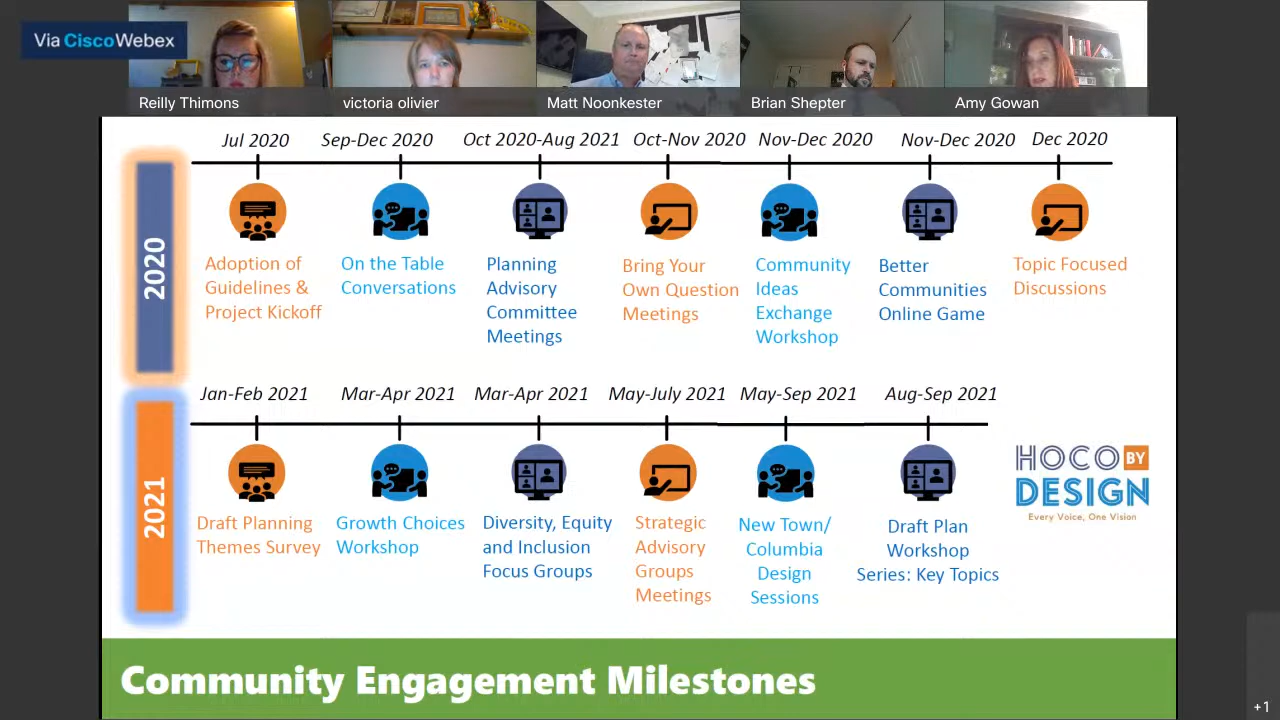 Via Cisco Webex
Reilly Thimons
victoria olivier
Matt Noonkester
Brian Shepter
Amy Gowan
Jul 2020
Sep-Dec 2020
Oct 2020-Aug 2021
Oct-Nov 2020
Nov-Dec 2020
Nov-Dec 2020
Dec 2020
2020
Adoption of
Guidelines &
Project Kickoff
On the Table
Conversations
Planning
Advisory
Committee
Meetings
Bring Your
Own Question
Meetings
Community
Ideas
Exchange
Workshop
Better
Communities
Online Game
Topic Focused
Discussions
Jan-Feb 2021
Mar-Apr 2021
Mar-Apr 2021
May-July 2021
May-Sep 2021
Aug-Sep 2021
2021
Draft Planning
Themes Survey
Growth Choices
Workshop
Diversity, Equity
and Inclusion
Focus Groups
Strategic
Advisory
Groups
Meetings
New Town/
Columbia
Design
Sessions
Draft Plan
Workshop
Series: Key Topics
HOCO BY
DESIGN
Every Voice, One Vision
Community Engagement Milestones
+1